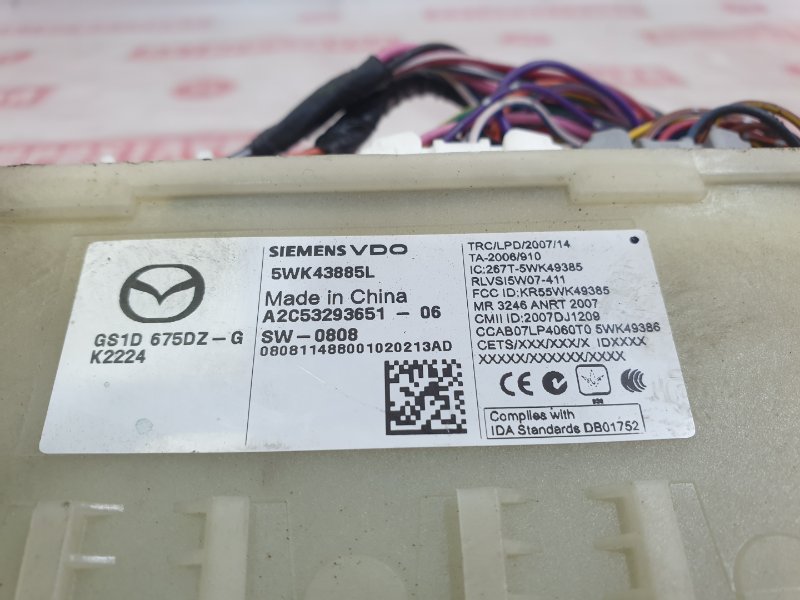 GS1D 675DZ-G
K2224
SIEMENS VDO
5WK43885L
Made in China
A2C53293651 - 06
SW-0808
080811488001020213AD
TRC/LPD/2007/14
TA-2006/910
IC:267T-5WK49385
RLVSI5W07-411
FCC ID:KR55WK49385
MR 3246 ANRT 2007
CMII ID:2007DJ1209
CCAB07LP4060T0 5WK49386
CETS/XXX/XXX/X IDXXXX
XXXXX/XXXXX/XXXX
CE
Complies with
IDA Standards DB01752